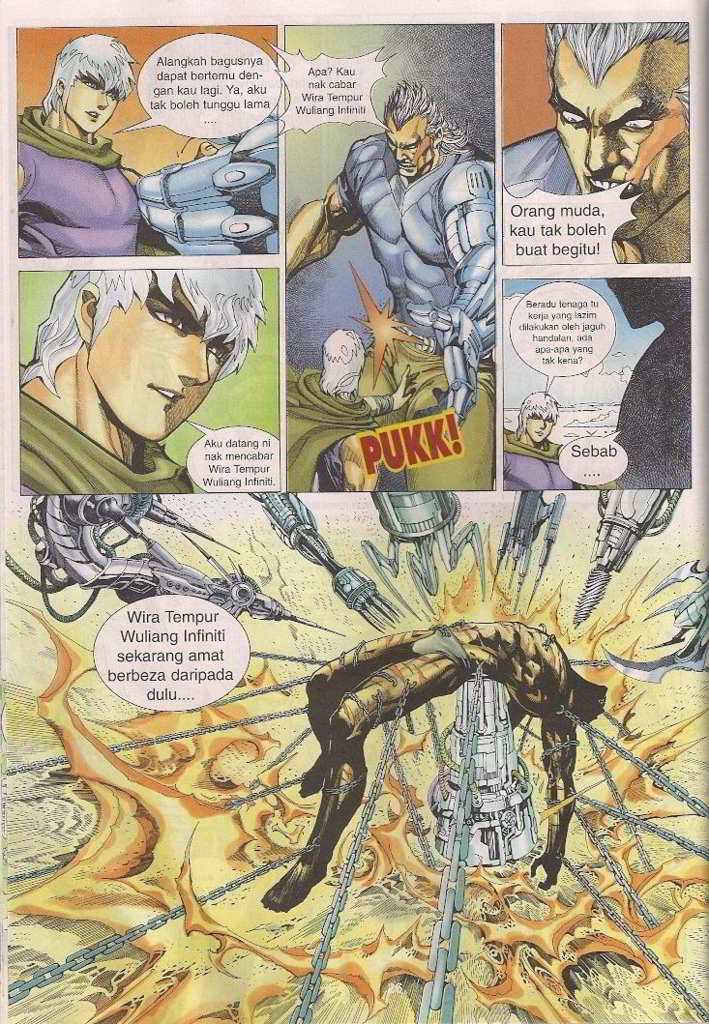 Alangkah bagusnya
dapat bertemu den-
gan kau lagi. Ya, aku
tak boleh tunggu lama
....
Apa? Kau
nak cabar
Wira Tempur
Wuliang Infiniti
Orang muda,
kau tak boleh
buat begitu!
Aku datang ni
nak mencabar
Wira Tempur
Wuliang Infiniti.
PUKK!
Beradu tenaga tu
kerja yang lazim
dilakukan oleh jaguh
handalan, ada
apa-apa yang
tak kena?
Sebab
....
Wira Tempur
Wuliang Infiniti
sekarang amat
berbeza daripada
dulu....